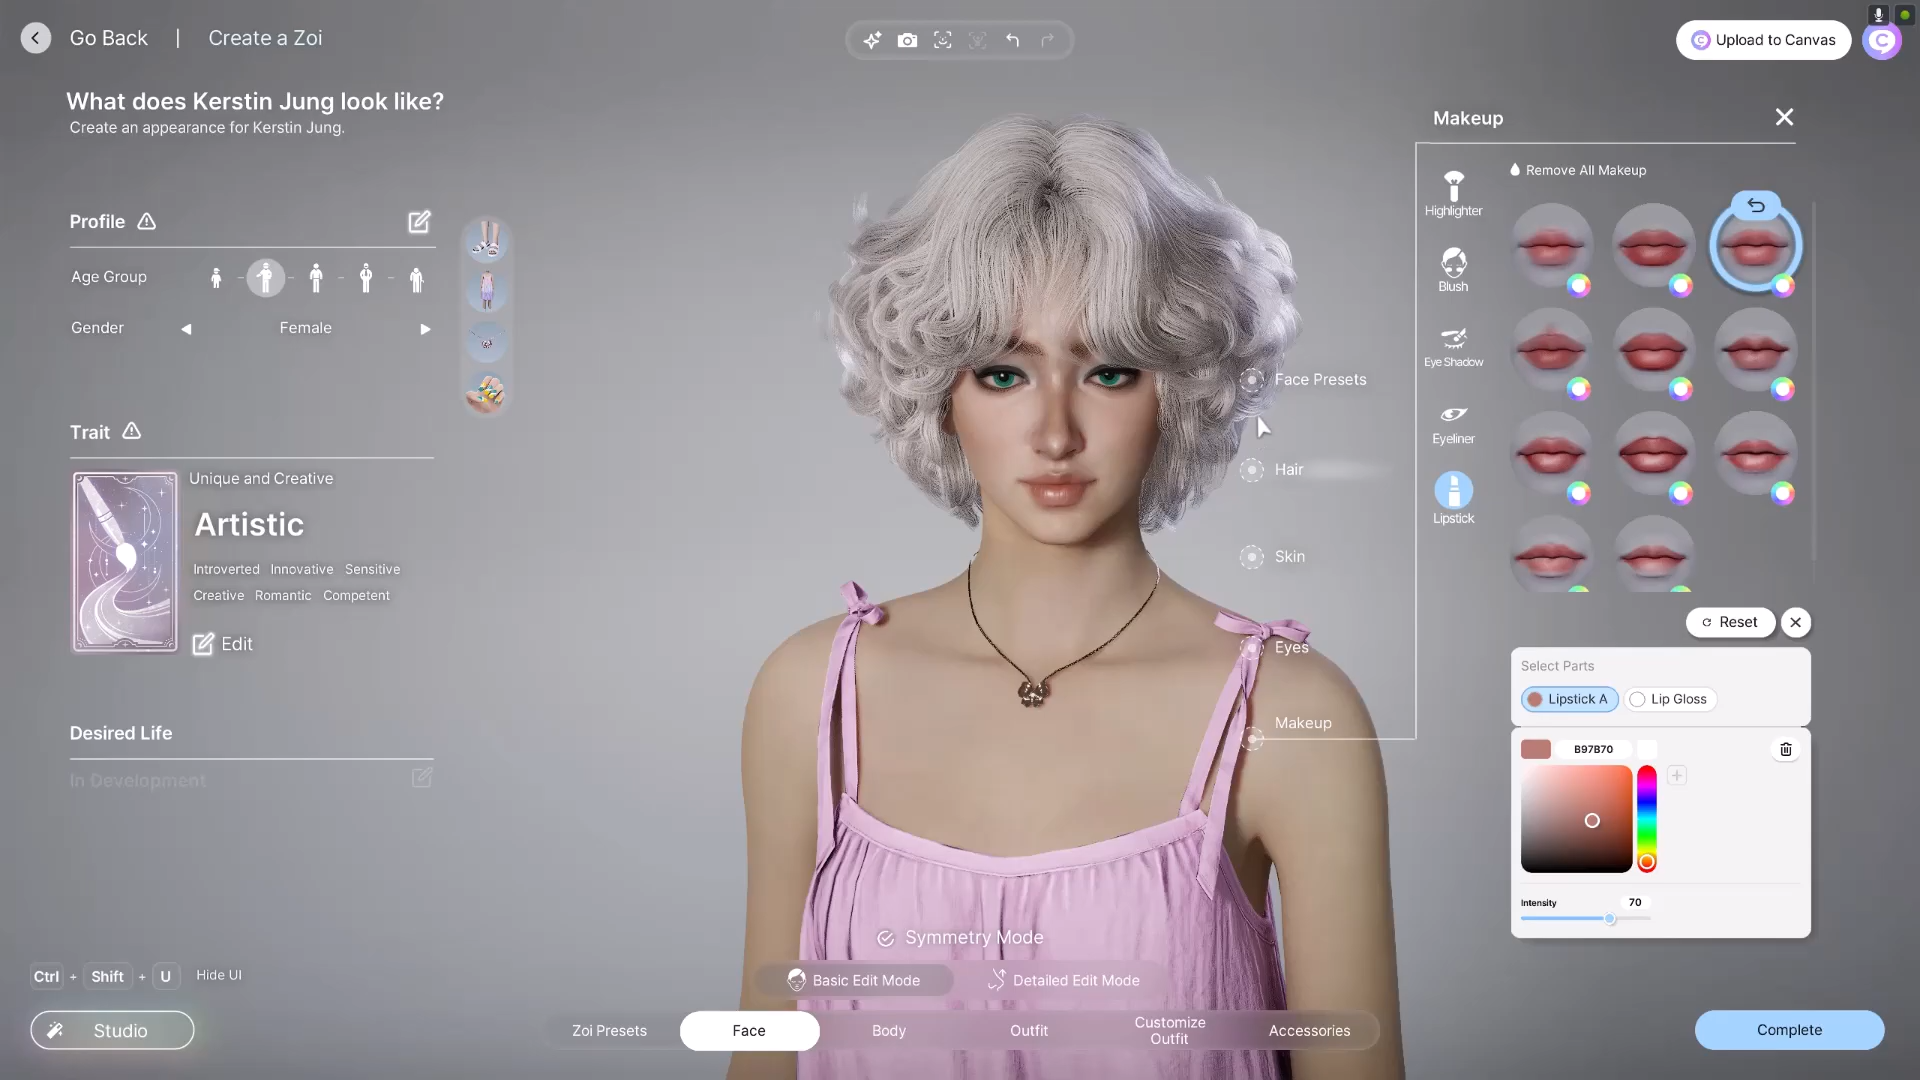 Go Back | Create a Zoi
Upload to Canvas
What does Kerstin Jung look like?
Create an appearance for Kerstin Jung.
Profile
Age Group
Gender
Female
Trait
Unique and Creative
Artistic
Introverted Innovative Sensitive
Creative Romantic Competent
Edit
Desired Life
In Development
Ctrl + Shift + U Hide UI
Studio
Face Presets
Hair
Skin
Eyes
Makeup
Symmetry Mode
Basic Edit Mode
Detailed Edit Mode
Zoi Presets
Face
Body
Outfit
Customize
Outfit
Accessories
Makeup
Remove All Makeup
Highlighter
Blush
Eye Shadow
Eyeliner
Lipstick
Reset
Select Parts
Lipstick A
Lip Gloss
B97B70
Intensity
70
Complete